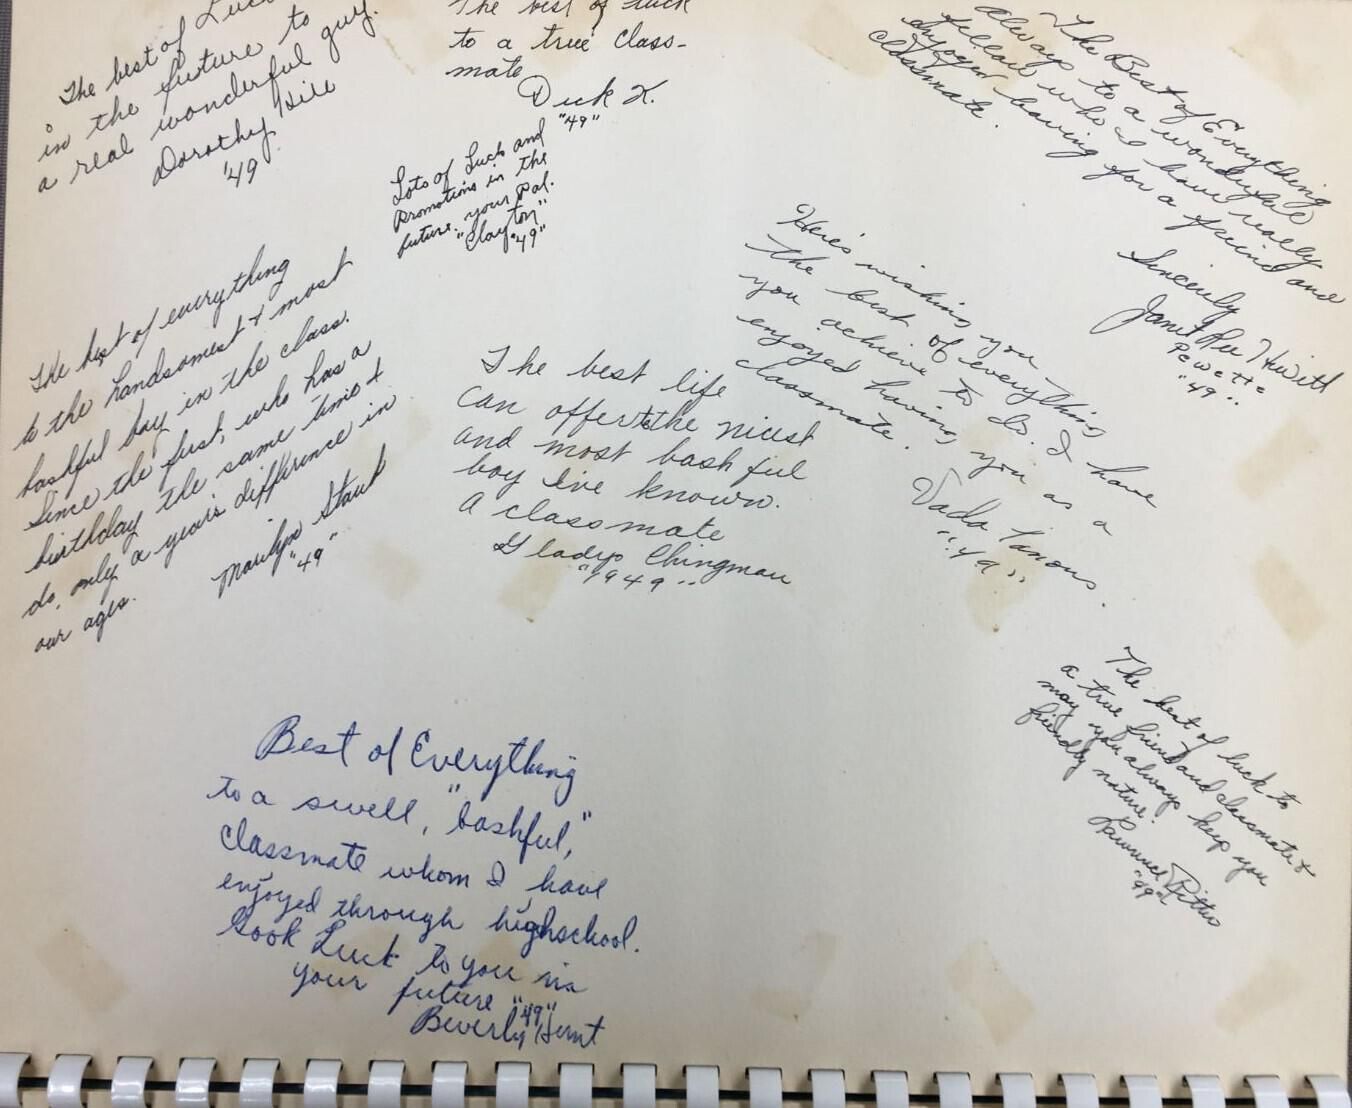 The best of Luck
in the future to
a real wonderful guy.
Dorothy Hill
'49
The best of luck
to a true class-
mate
Dick K.
"49"
Lots of Luck and
Promotions in the
future. your pal.
"Clayton"
"49"
The Best of Everything
Always to a wonderful
fellow who I have really
enjoyed having for a friend and
classmate.
Sincerely
Janet Lee Hewitt
Pewette
"49"
Here's wishing you
the best of everything
you achieve to do. I have
enjoyed having you as a
classmate.
Vada
"49"
The best of everything
to the handsomest & most
bashful boy in the class.
Since the first, who has a
birthday the same time I
do, only a years difference in
our ages.
Marilyn Staub
"49"
The best life
can offer to the nicest
and most bashful
boy I've known.
A classmate
Gladys Chingman
"1949"
The best of luck to
a true friend and classmate &
may you always keep your
friendly nature!
"49"
Best of Everything
to a swell, "bashful,"
classmate whom I have
enjoyed through highschool.
Gook Luck to you in
your future "49"
Beverly Hunt